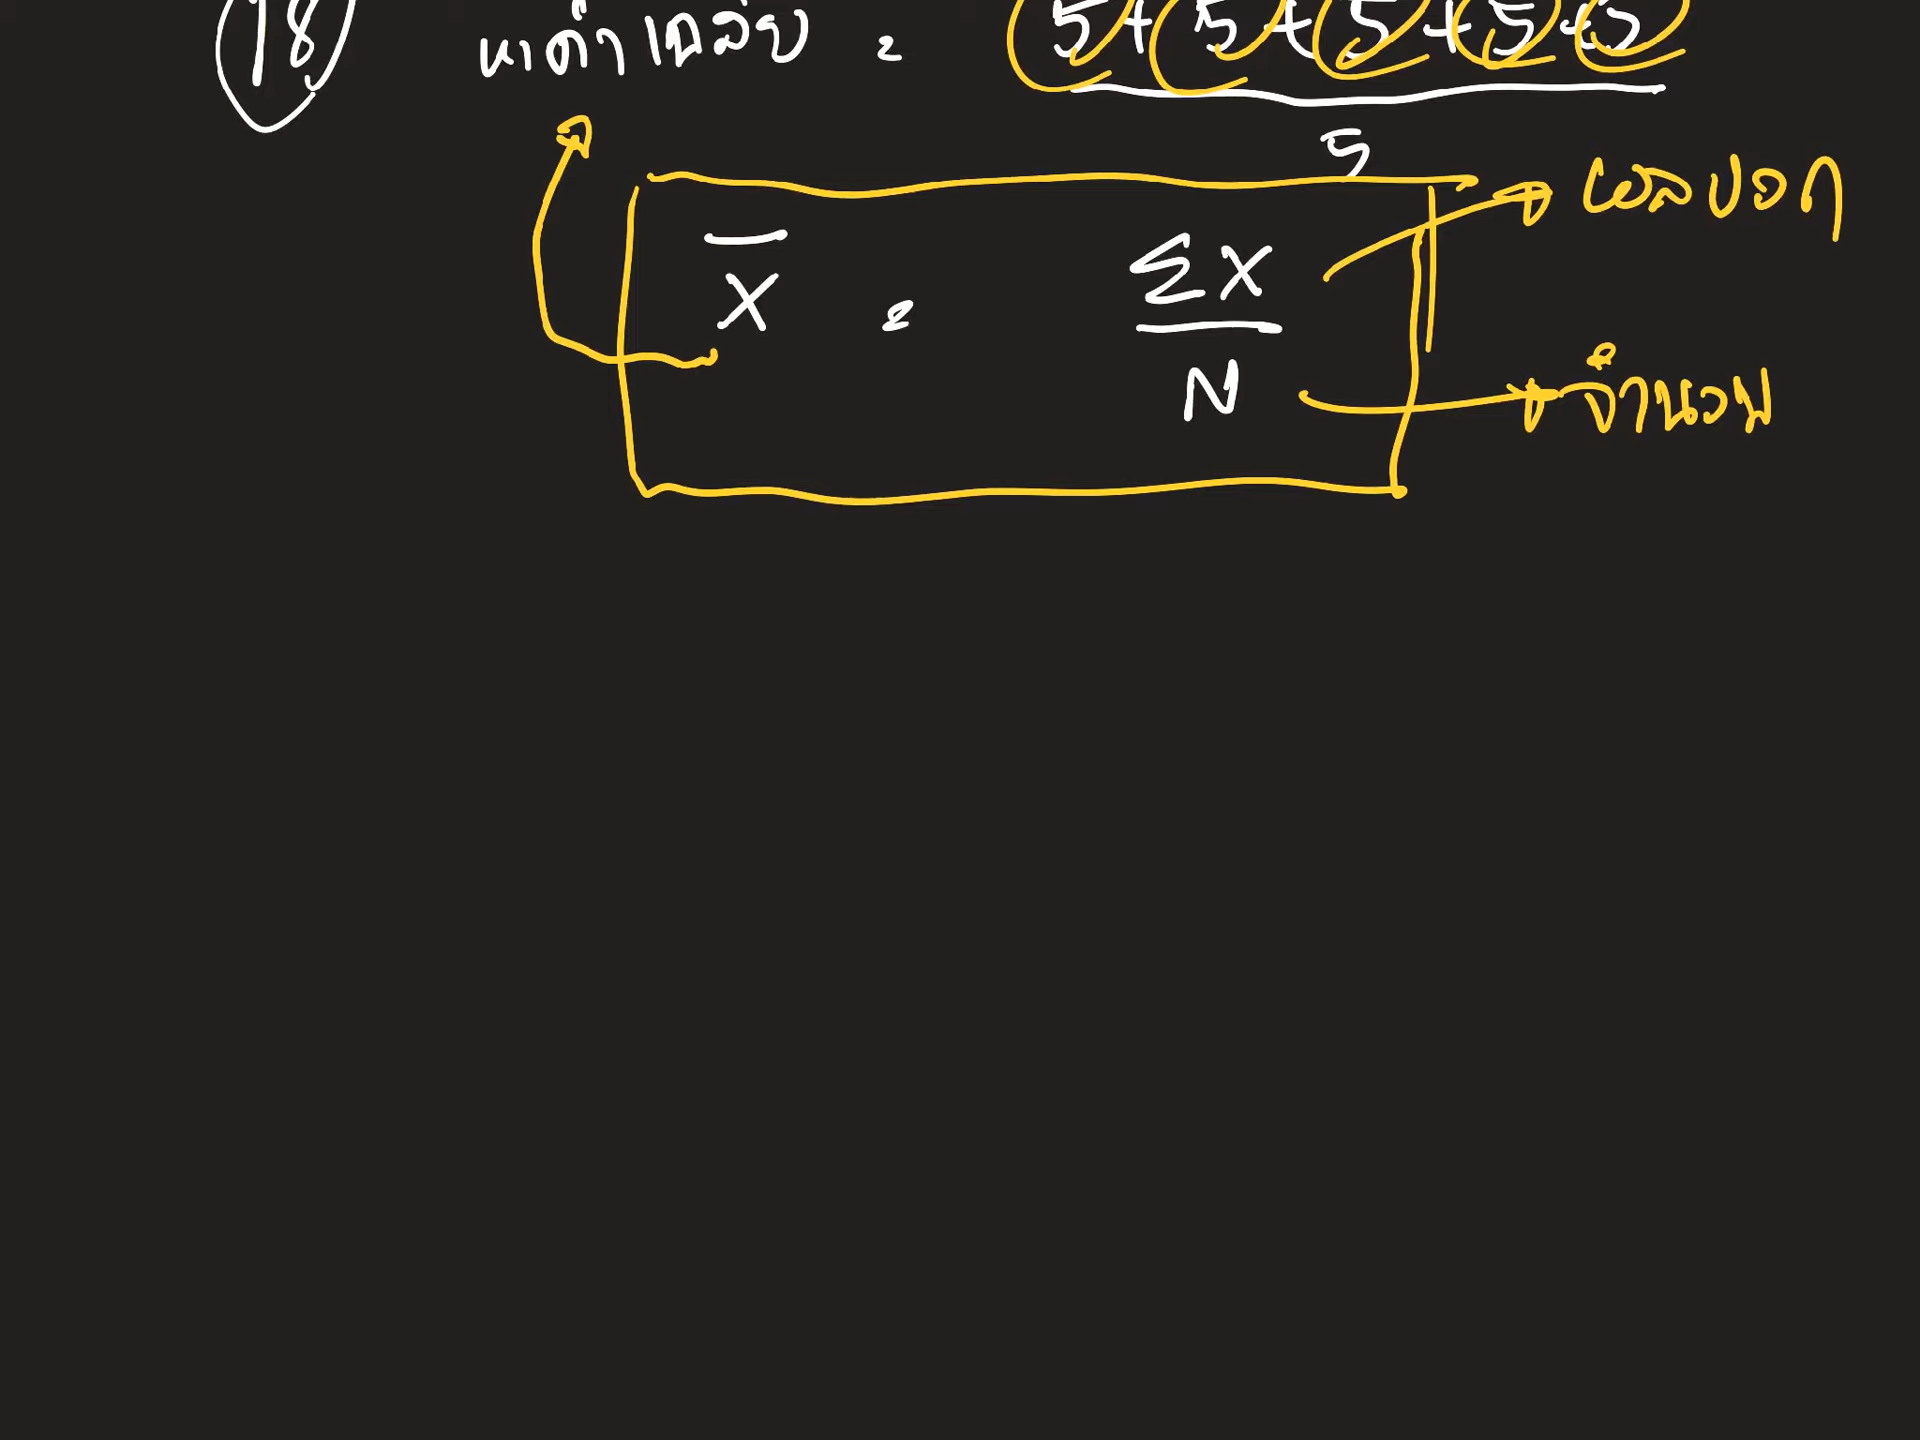 18 หาค่าเฉลี่ย = 5+5+5+5+5
5
X̄ = ΣX → ผลบวก
N → จำนวน